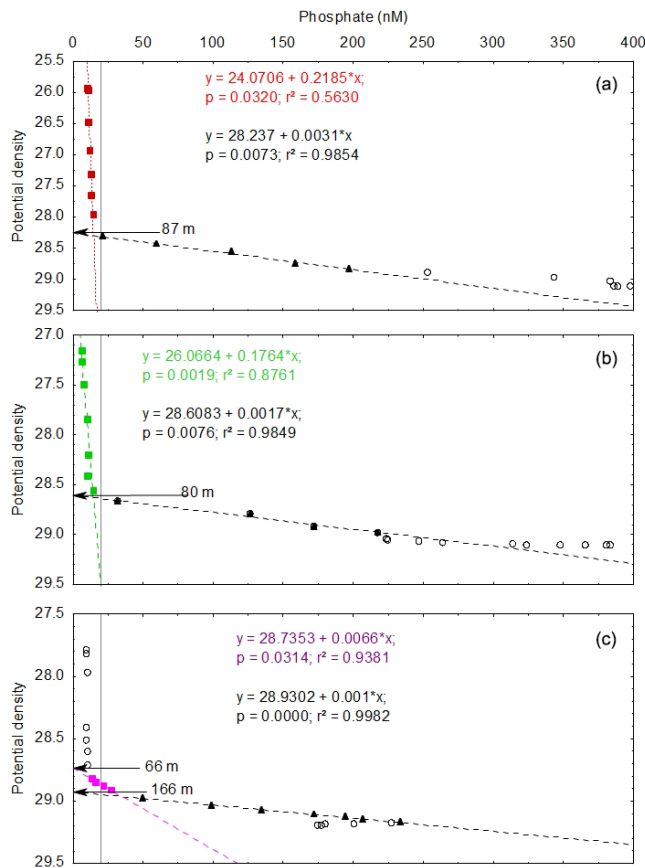 Phosphate (nM)
0 50 100 150 200 250 300 350 400
Potential density
25.5
26.0
26.5
27.0
27.5
28.0
28.5
29.0
29.5
(a)
y = 24.0706 + 0.2185*x;
p = 0.0320; r² = 0.5630
y = 28.237 + 0.0031*x
p = 0.0073; r² = 0.9854
87 m
Potential density
27.0
27.5
28.0
28.5
29.0
29.5
(b)
y = 26.0664 + 0.1764*x;
p = 0.0019; r² = 0.8761
y = 28.6083 + 0.0017*x;
p = 0.0076; r² = 0.9849
80 m
Potential density
27.5
28.0
28.5
29.0
29.5
(c)
y = 28.7353 + 0.0066*x;
p = 0.0314; r² = 0.9381
y = 28.9302 + 0.001*x;
p = 0.0000; r² = 0.9982
66 m
166 m